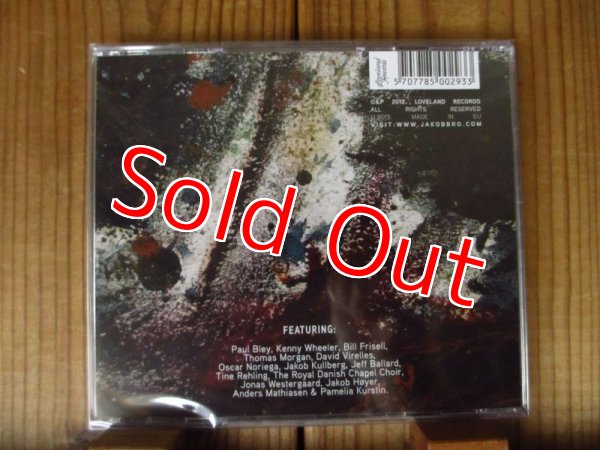 Loveland
Records
5 707785 002933
©&℗ 2012. LOVELAND RECORDS
ALL RIGHTS RESERVED
MADE IN EU
VISIT: WWW.JAKOBBRO.COM
Sold Out
FEATURING:
Paul Bley, Kenny Wheeler, Bill Frisell,
Thomas Morgan, David Virelles,
Oscar Noriega, Jakob Kullberg, Jeff Ballard,
Tine Rehling, The Royal Danish Chapel Choir,
Jonas Westergaard, Jakob Høyer,
Anders Mathiasen & Pamelia Kurstin.